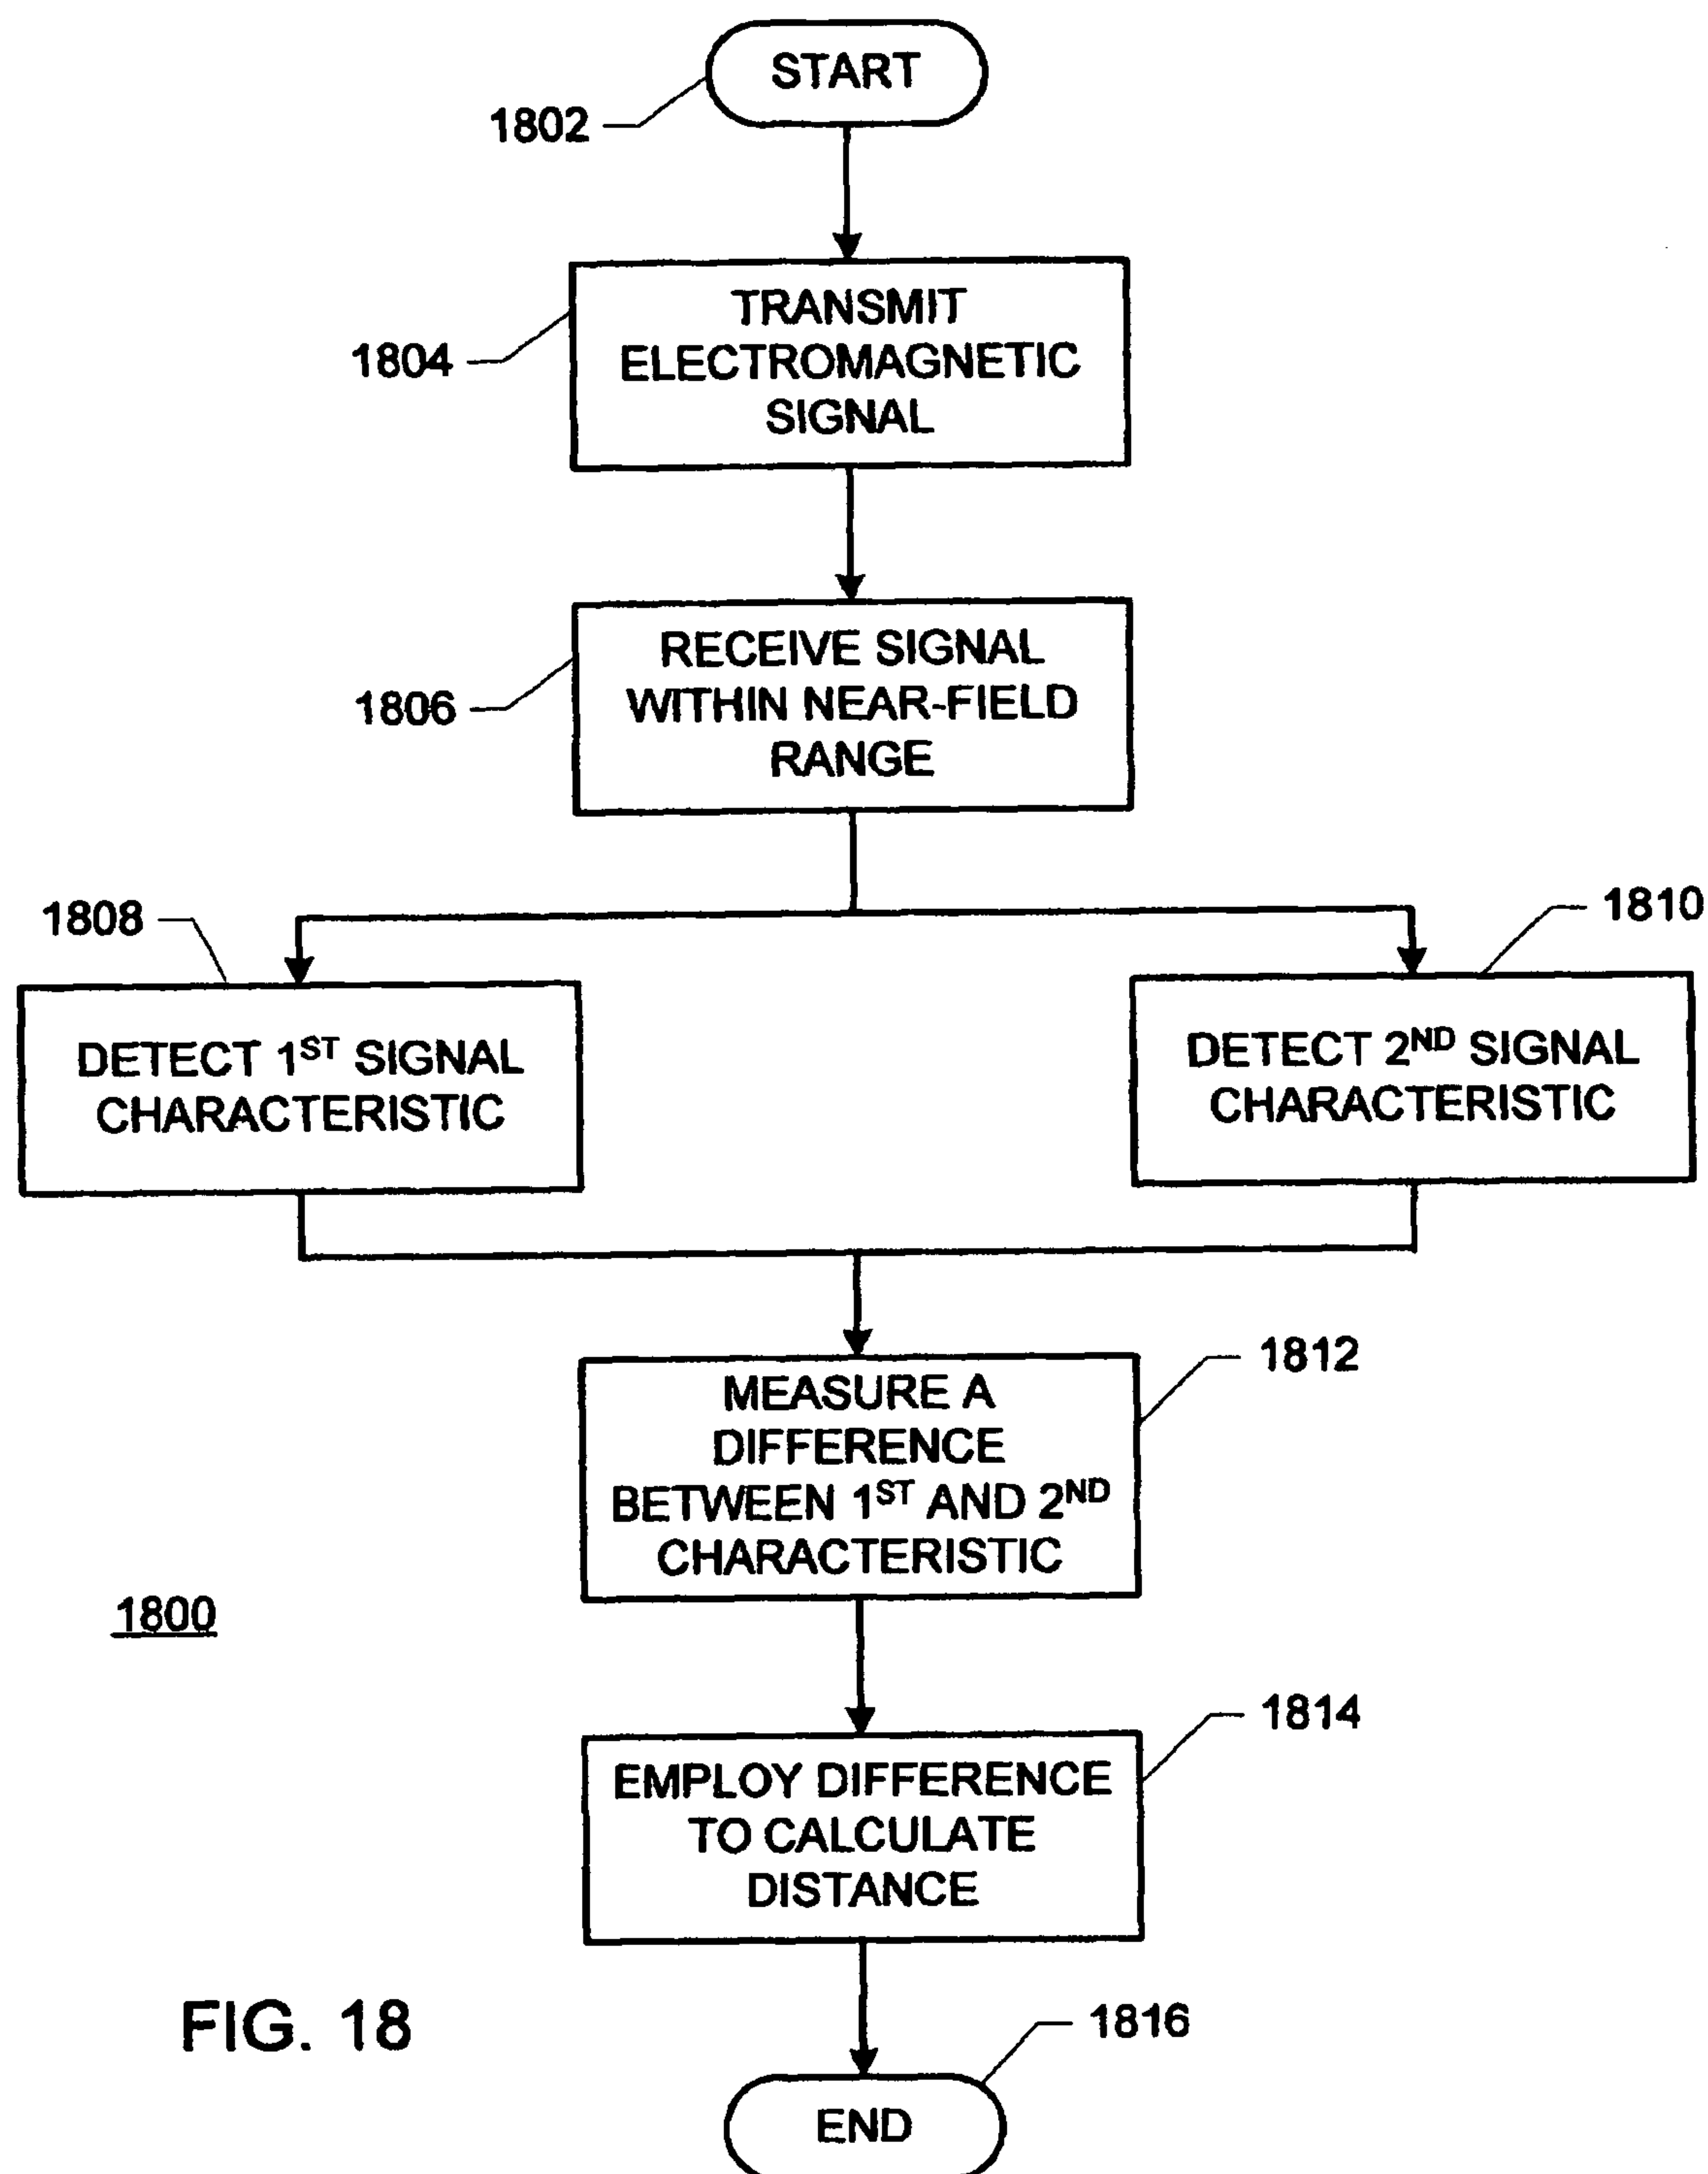 START
1802
TRANSMIT
ELECTROMAGNETIC
SIGNAL
1804
RECEIVE SIGNAL
WITHIN NEAR-FIELD
RANGE
1806
1808
1810
DETECT 1ST SIGNAL
CHARACTERISTIC
DETECT 2ND SIGNAL
CHARACTERISTIC
1812
MEASURE A
DIFFERENCE
BETWEEN 1ST AND 2ND
CHARACTERISTIC
1800
1814
EMPLOY DIFFERENCE
TO CALCULATE
DISTANCE
FIG. 18
1816
END